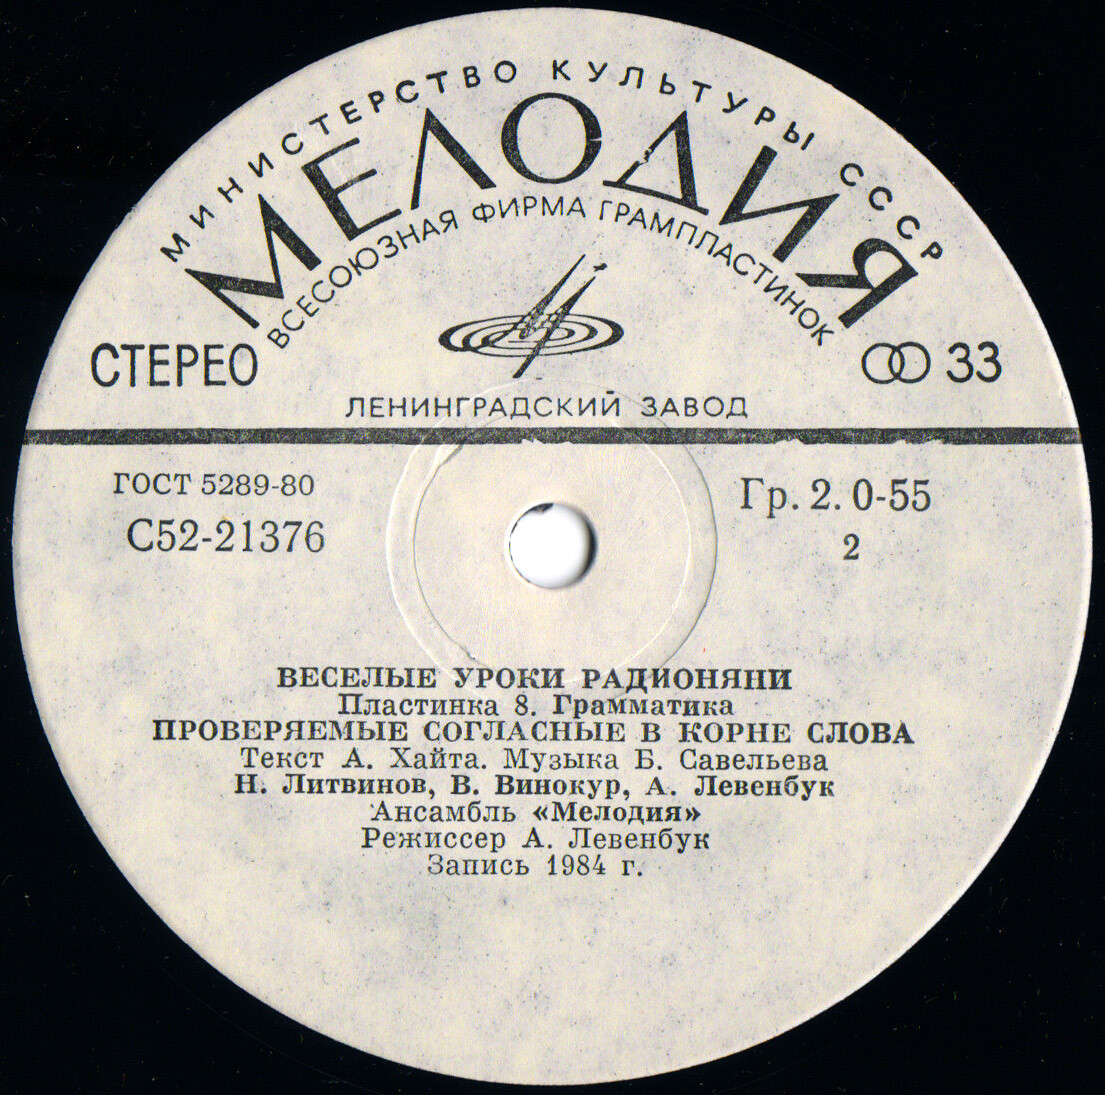 МИНИСТЕРСТВО КУЛЬТУРЫ СССР
МЕЛОДИЯ
ВСЕСОЮЗНАЯ ФИРМА ГРАМПЛАСТИНОК
СТЕРЕО
33
ЛЕНИНГРАДСКИЙ ЗАВОД
ГОСТ 5289-80
Гр. 2. 0-55
С52-21376
2
ВЕСЕЛЫЕ УРОКИ РАДИОНЯНИ
Пластинка 8. Грамматика
ПРОВЕРЯЕМЫЕ СОГЛАСНЫЕ В КОРНЕ СЛОВА
Текст А. Хайта. Музыка Б. Савельева
Н. Литвинов, В. Винокур, А. Левенбук
Ансамбль «Мелодия»
Режиссер А. Левенбук
Запись 1984 г.